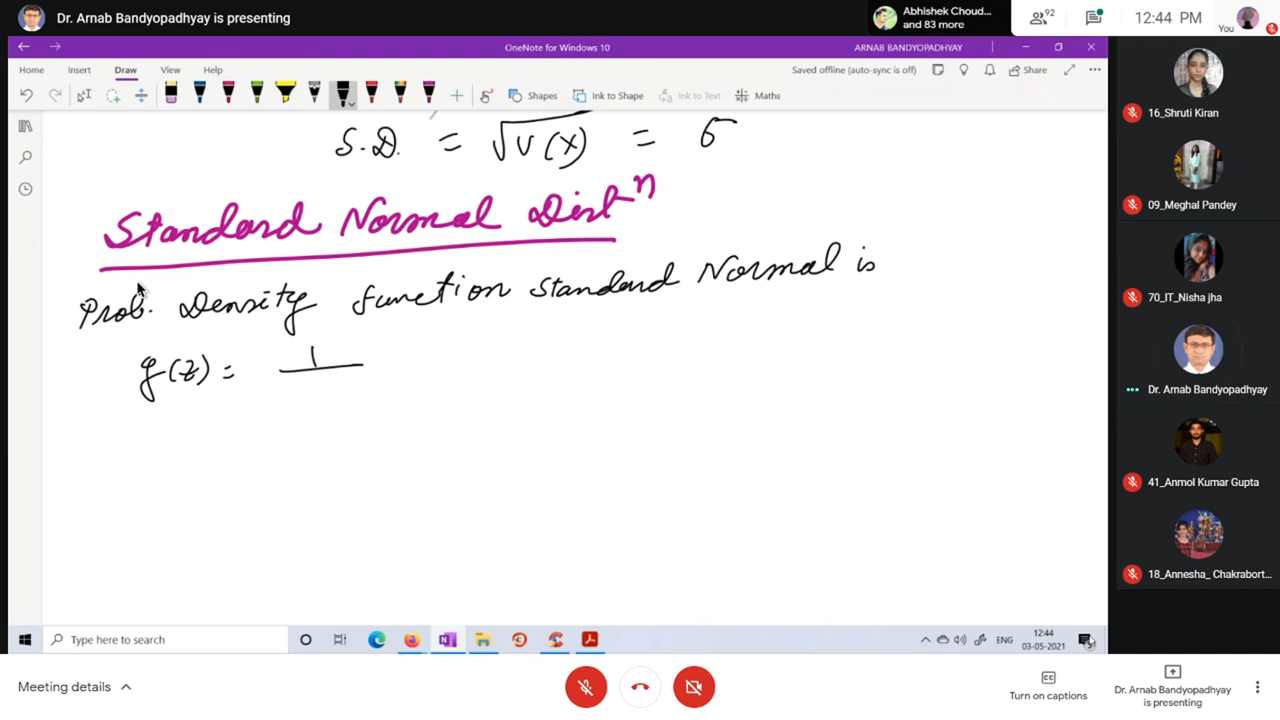 Dr. Arnab Bandyopadhyay is presenting
Abhishek Choud...
and 83 more
92
12:44 PM
You
OneNote for Windows 10
ARNAB BANDYOPADHYAY
Home Insert Draw View Help
Saved offline (auto-sync is off)
Share
Shapes
Ink to Shape
Ink to Text
Maths
S.D. = √V(X) = σ
Standard Normal Distⁿ
Prob. Density function standard Normal is
g(z) = 1
16_Shruti Kiran
09_Meghal Pandey
70_IT_Nisha jha
Dr. Arnab Bandyopadhyay
41_Anmol Kumar Gupta
18_Annesha_ Chakrabort...
Type here to search
ENG
12:44
03-05-2021
Meeting details
Turn on captions
Dr. Arnab Bandyopadhyay
is presenting